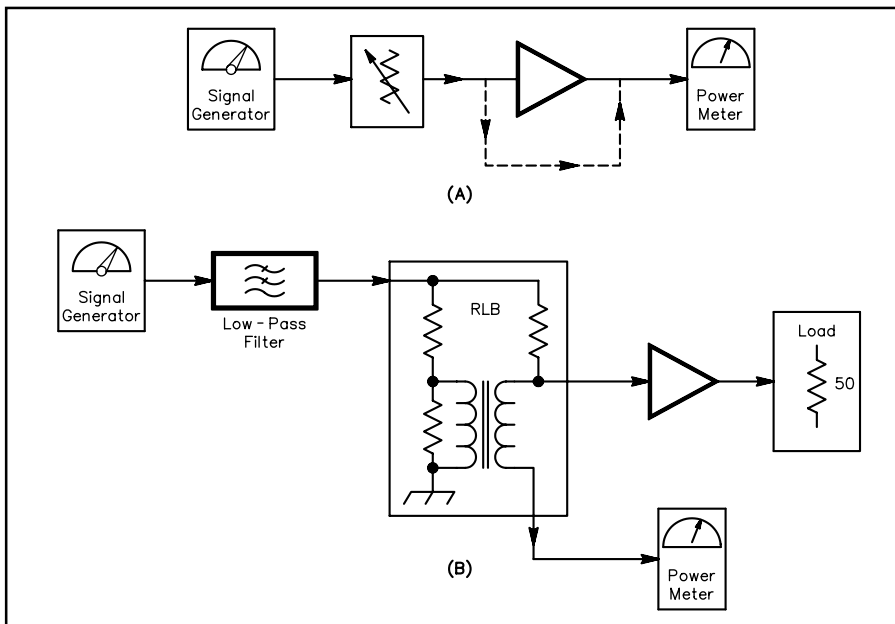 Signal
Generator
Power
Meter
(A)
Signal
Generator
Low-Pass
Filter
RLB
Load
50
Power
Meter
(B)